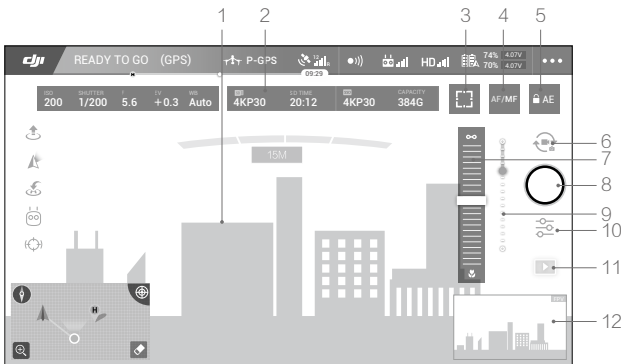 1 2 3 4 5
dji READY TO GO (GPS) P-GPS 12 HD A 74% 4.07V
70% 4.07V
09:29
H
ISO SHUTTER F EV WB SD TIME CAPACITY
200 1/200 5.6 +0.3 Auto 4KP30 20:12 4KP30 384G AF/MF AE
15M
∞
6
7
8
9
10
11
12
H